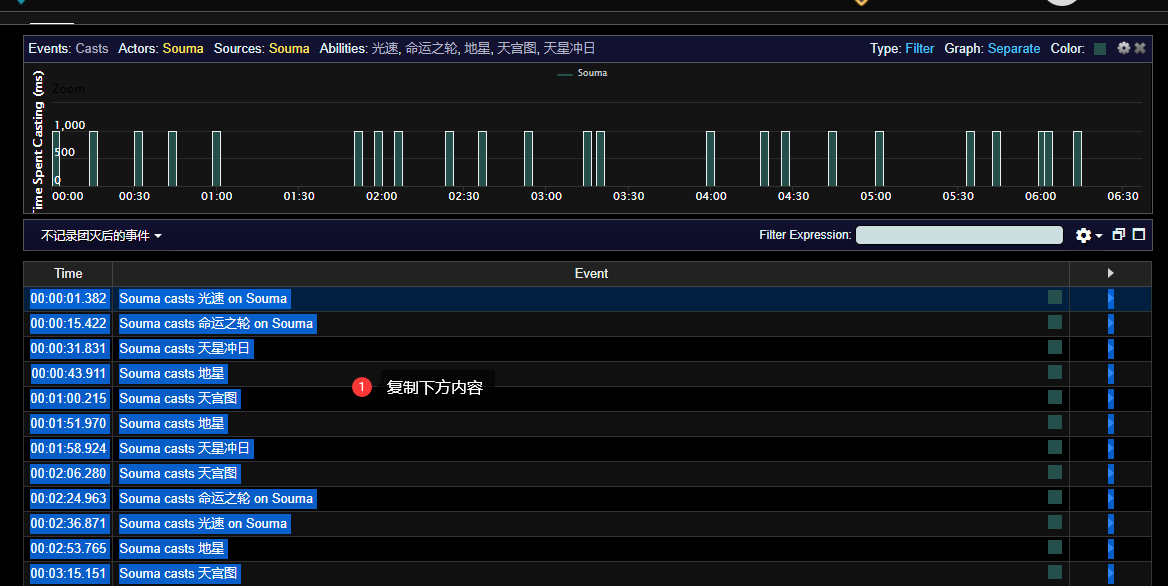 Events: Casts Actors: Souma Sources: Souma Abilities: 光速, 命运之轮, 地星, 天宫图, 天星冲日 Type: Filter Graph: Separate Color:
Souma
Zoom
ime Spent Casting (ms)
1,000
500
0
00:00 00:30 01:00 01:30 02:00 02:30 03:00 03:30 04:00 04:30 05:00 05:30 06:00 06:30
不记录团灭后的事件 Filter Expression:
Time Event
00:00:01.382 Souma casts 光速 on Souma
00:00:15.422 Souma casts 命运之轮 on Souma
00:00:31.831 Souma casts 天星冲日
00:00:43.911 Souma casts 地星
1 复制下方内容
00:01:00.215 Souma casts 天宫图
00:01:51.970 Souma casts 地星
00:01:58.924 Souma casts 天星冲日
00:02:06.280 Souma casts 天宫图
00:02:24.963 Souma casts 命运之轮 on Souma
00:02:36.871 Souma casts 光速 on Souma
00:02:53.765 Souma casts 地星
00:03:15.151 Souma casts 天宫图